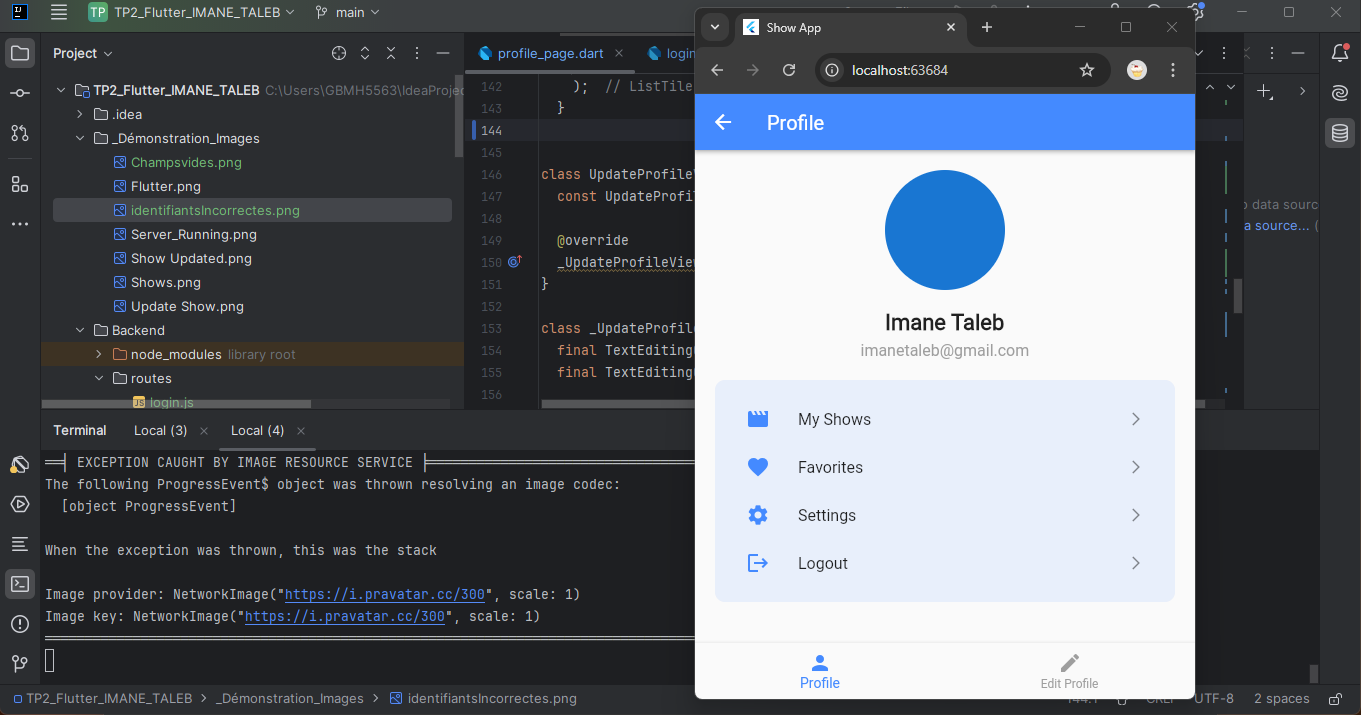 TP TP2_Flutter_IMANE_TALEB main
Project
TP2_Flutter_IMANE_TALEB C:\Users\GBMH5563\IdeaProjec
.idea
_Démonstration_Images
Champsvides.png
Flutter.png
identifiantsIncorrectes.png
Server_Running.png
Show Updated.png
Shows.png
Update Show.png
Backend
node_modules library root
routes
login.js
profile_page.dart
login
142 ); // ListTile
143 }
144
145
146 class UpdateProfile
147 const UpdateProfil
148
149 @override
150 _UpdateProfileView
151 }
152
153 class _UpdateProfile
154 final TextEditing
155 final TextEditing
156
data sourc
a source... (
Show App
localhost:63684
Profile
Imane Taleb
imanetaleb@gmail.com
My Shows
Favorites
Settings
Logout
Profile
Edit Profile
Terminal Local (3) Local (4)
EXCEPTION CAUGHT BY IMAGE RESOURCE SERVICE
The following ProgressEvent$ object was thrown resolving an image codec:
[object ProgressEvent]
When the exception was thrown, this was the stack
Image provider: NetworkImage("https://i.pravatar.cc/300", scale: 1)
Image key: NetworkImage("https://i.pravatar.cc/300", scale: 1)
TP2_Flutter_IMANE_TALEB > _Démonstration_Images > identifiantsIncorrectes.png
144:1 CRLF UTF-8 2 spaces